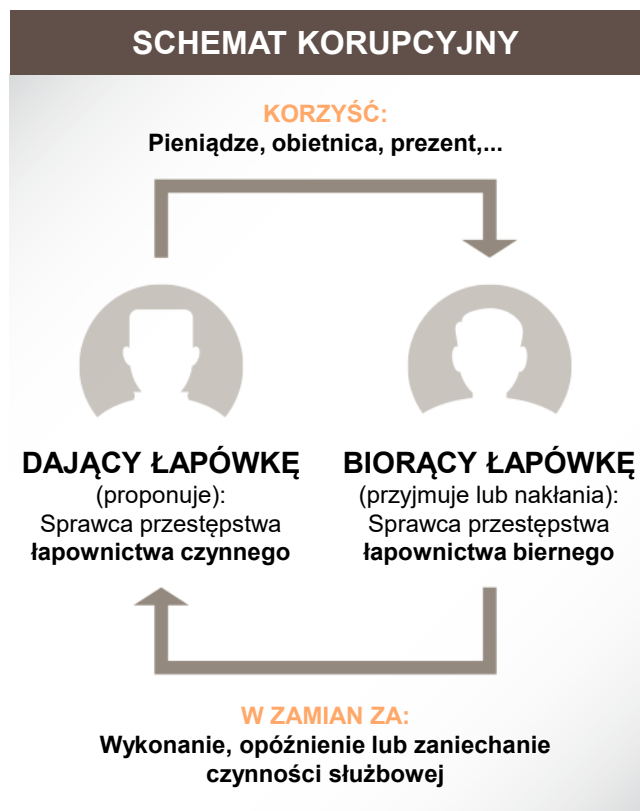 SCHEMAT KORUPCYJNY
KORZYŚĆ:
Pieniądze, obietnica, prezent,...
DAJĄCY ŁAPÓWKĘ
(proponuje):
Sprawca przestępstwa
łapownictwa czynnego
BIORĄCY ŁAPÓWKĘ
(przyjmuje lub nakłania):
Sprawca przestępstwa
łapownictwa biernego
W ZAMIAN ZA:
Wykonanie, opóźnienie lub zaniechanie
czynności służbowej